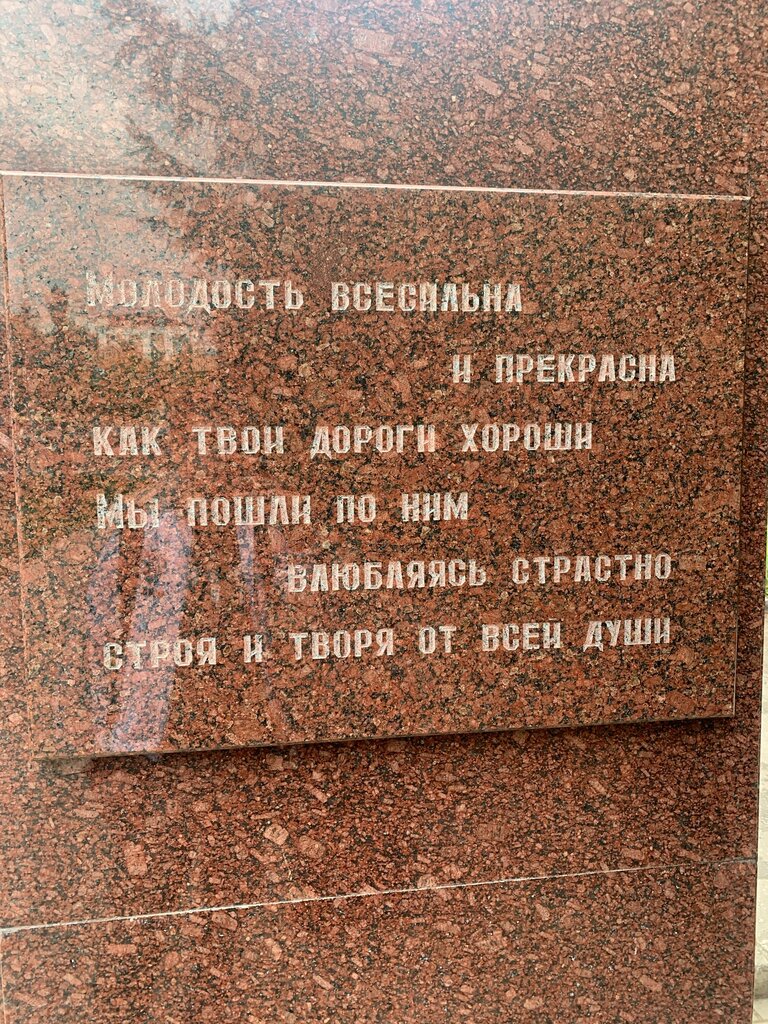 Молодость всесильна
и прекрасна
как твои дороги хороши
Мы пошли по ним
влюбляясь страстно
строя и творя от всей души